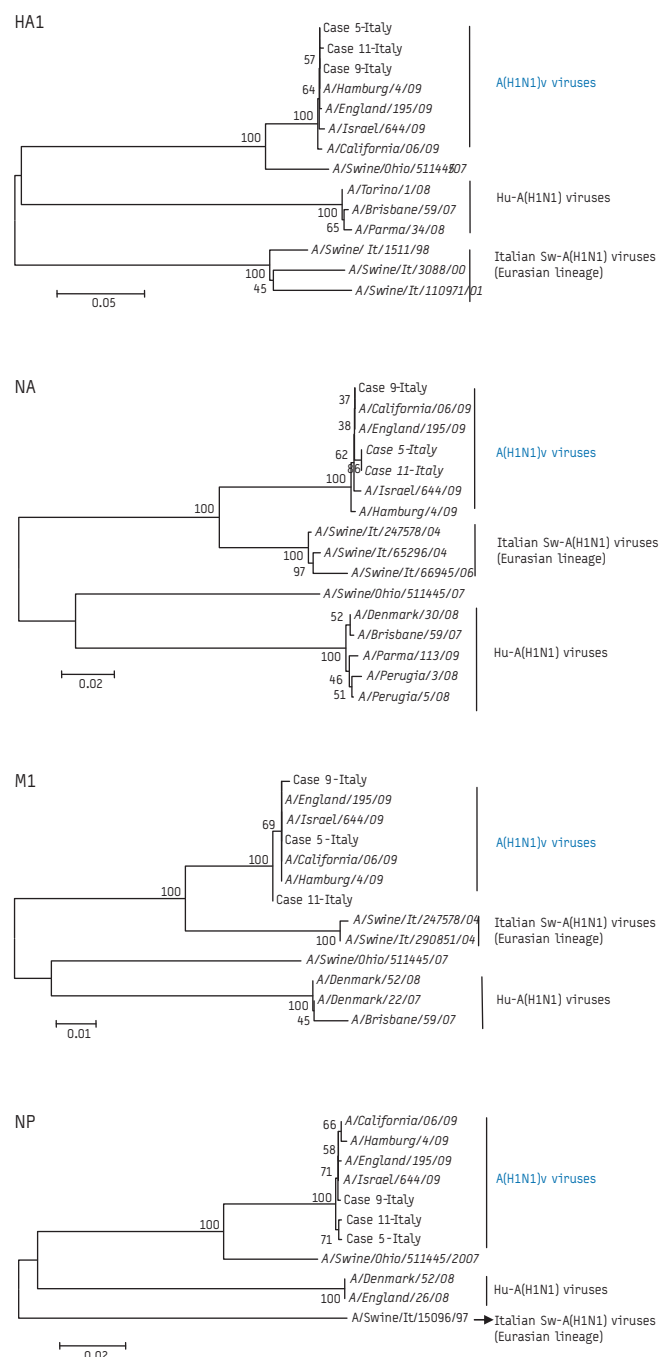 HA1
Case 5-Italy
Case 11-Italy
57
Case 9-Italy
A(H1N1)v viruses
64
A/Hamburg/4/09
A/England/195/09
100
A/Israel/644/09
100
A/California/06/09
A/Swine/Ohio/511445/07
A/Torino/1/08
Hu-A(H1N1) viruses
100
A/Brisbane/59/07
65
A/Parma/34/08
A/Swine/ It/1511/98
Italian Sw-A(H1N1) viruses
(Eurasian lineage)
100
A/Swine/It/3088/00
45
A/Swine/It/110971/01
0.05
NA
Case 9-Italy
37
A/California/06/09
38
A/England/195/09
A(H1N1)v viruses
62
Case 5-Italy
86
Case 11-Italy
100
A/Israel/644/09
100
A/Hamburg/4/09
A/Swine/It/247578/04
Italian Sw-A(H1N1) viruses
(Eurasian lineage)
100
A/Swine/It/65296/04
97
A/Swine/It/66945/06
A/Swine/Ohio/511445/07
52
A/Denmark/30/08
A/Brisbane/59/07
Hu-A(H1N1) viruses
100
A/Parma/113/09
46
A/Perugia/3/08
51
A/Perugia/5/08
0.02
M1
Case 9-Italy
A/England/195/09
69
A/Israel/644/09
Case 5-Italy
A(H1N1)v viruses
100
A/California/06/09
A/Hamburg/4/09
100
Case 11-Italy
A/Swine/It/247578/04
Italian Sw-A(H1N1) viruses
(Eurasian lineage)
100
A/Swine/It/290851/04
A/Swine/Ohio/511445/07
A/Denmark/52/08
100
A/Denmark/22/07
Hu-A(H1N1) viruses
45
A/Brisbane/59/07
0.01
NP
66
A/California/06/09
A/Hamburg/4/09
58
A/England/195/09
71
A/Israel/644/09
A(H1N1)v viruses
100
Case 9-Italy
100
Case 11-Italy
71
Case 5-Italy
A/Swine/Ohio/511445/2007
A/Denmark/52/08
Hu-A(H1N1) viruses
100
A/England/26/08
A/Swine/It/15096/97
Italian Sw-A(H1N1) viruses
(Eurasian lineage)
0.02